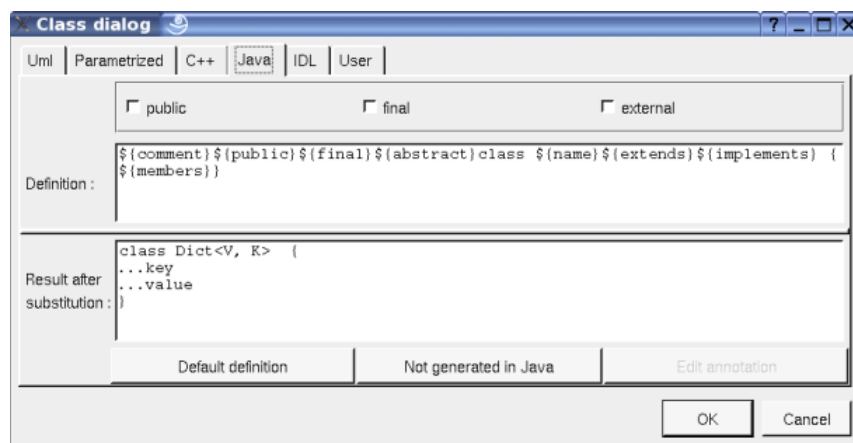 Class dialog
Uml Parametrized C++ Java IDL User
public final external
Definition :
${comment}${public}${final}${abstract}class ${name}${extends}${implements} {
${members}}
Result after
substitution :
class Dict<V, K>  {
...key
...value
}
Default definition Not generated in Java Edit annotation
OK Cancel